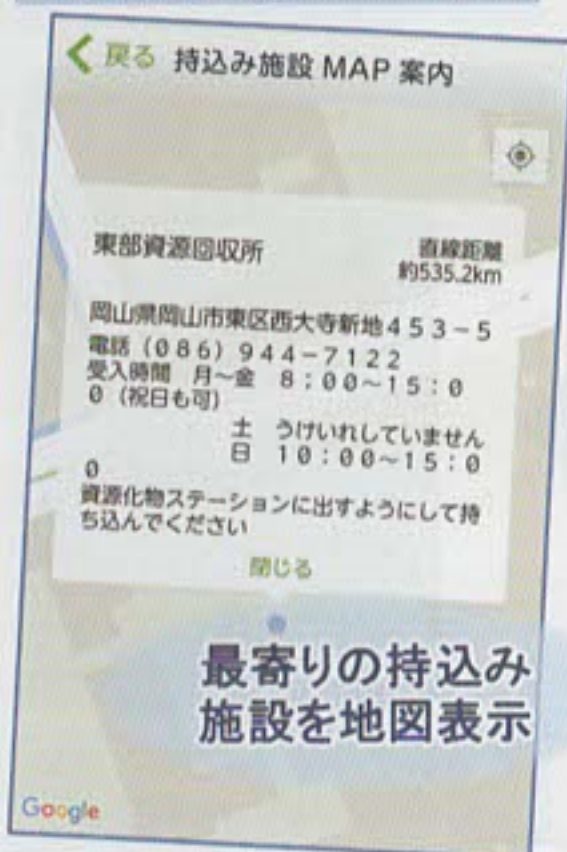 戻る 持込み施設 MAP 案内
東部資源回収所 直線距離
約535.2km
岡山県岡山市東区西大寺新地４５３－５
電話（０８６）９４４－７１２２
受入時間 月～金 ８：００～１５：０
０（祝日も可）
土 うけいれしていません
日 １０：００～１５：０
０
資源化物ステーションに出すようにして持
ち込んでください
閉じる
最寄りの持込み
施設を地図表示
Google